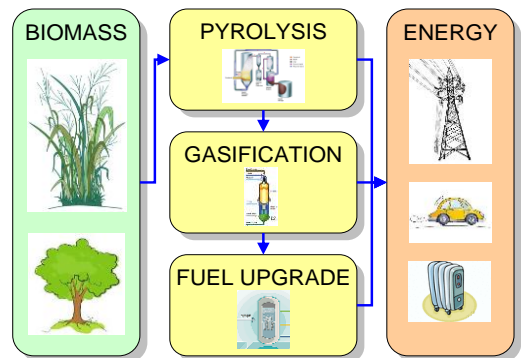 BIOMASS
PYROLYSIS
ENERGY
GASIFICATION
FUEL UPGRADE